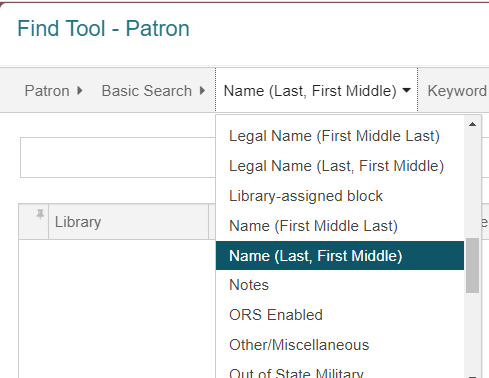 Find Tool - Patron
Patron Basic Search Name (Last, First Middle) Keyword
Legal Name (First Middle Last)
Legal Name (Last, First Middle)
Library-assigned block
Library
Name (First Middle Last)
Name (Last, First Middle)
Notes
ORS Enabled
Other/Miscellaneous
Out of State Military